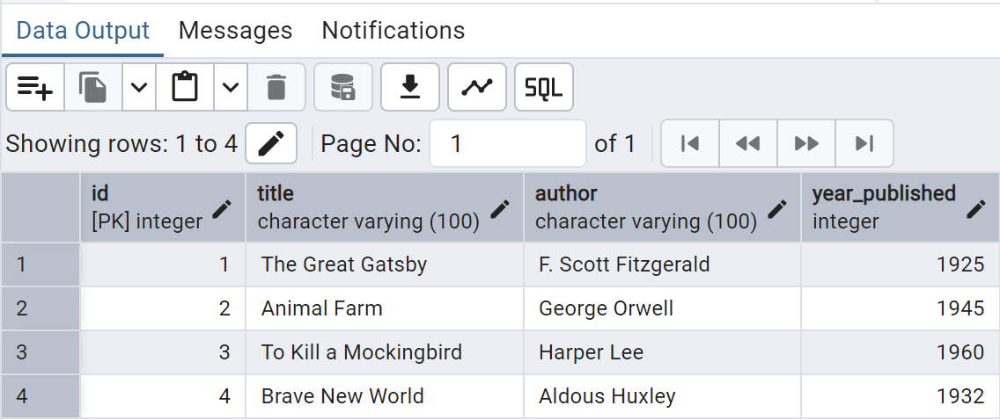 Data Output Messages Notifications
SQL
Showing rows: 1 to 4 Page No: 1 of 1
id title author year_published
[PK] integer character varying (100) character varying (100) integer
1 1 The Great Gatsby F. Scott Fitzgerald 1925
2 2 Animal Farm George Orwell 1945
3 3 To Kill a Mockingbird Harper Lee 1960
4 4 Brave New World Aldous Huxley 1932